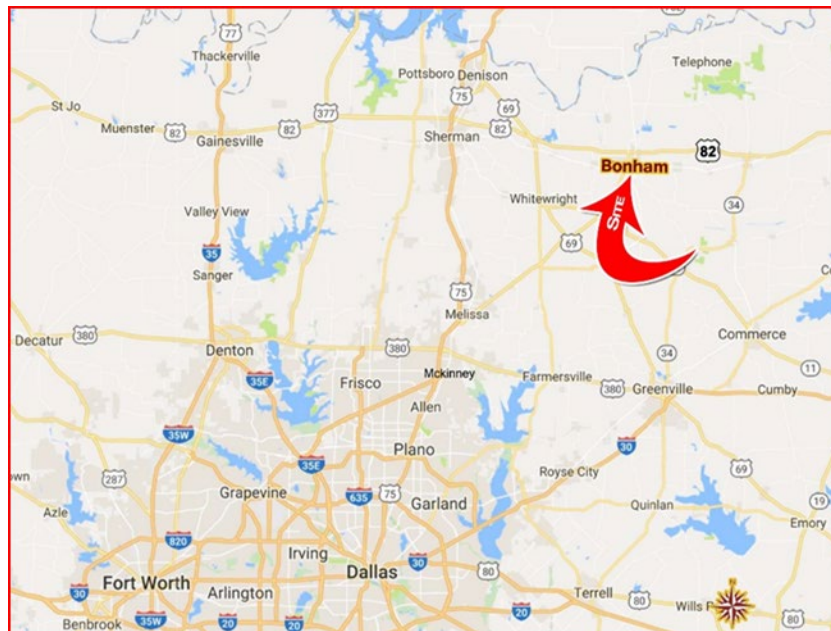 77
Thackerville
Telephone
Pottsboro
Denison
75
69
St Jo
377
Muenster
82
Gainesville
82
Sherman
82
82
Bonham
Whitewright
SITE
34
Valley View
35
69
Sanger
75
Melissa
380
Decatur
Denton
380
Commerce
34
35E
Frisco
Mckinney
Farmersville
380
Greenville
11
Cumby
Allen
35W
Plano
30
35E
287
Grapevine
635
75
Garland
Royse City
69
Azle
Quinlan
19
Emory
820
Irving
30
Dallas
80
Fort Worth
Arlington
30
Terrell
Benbrook
35W
20
20
20
80
Wills
80